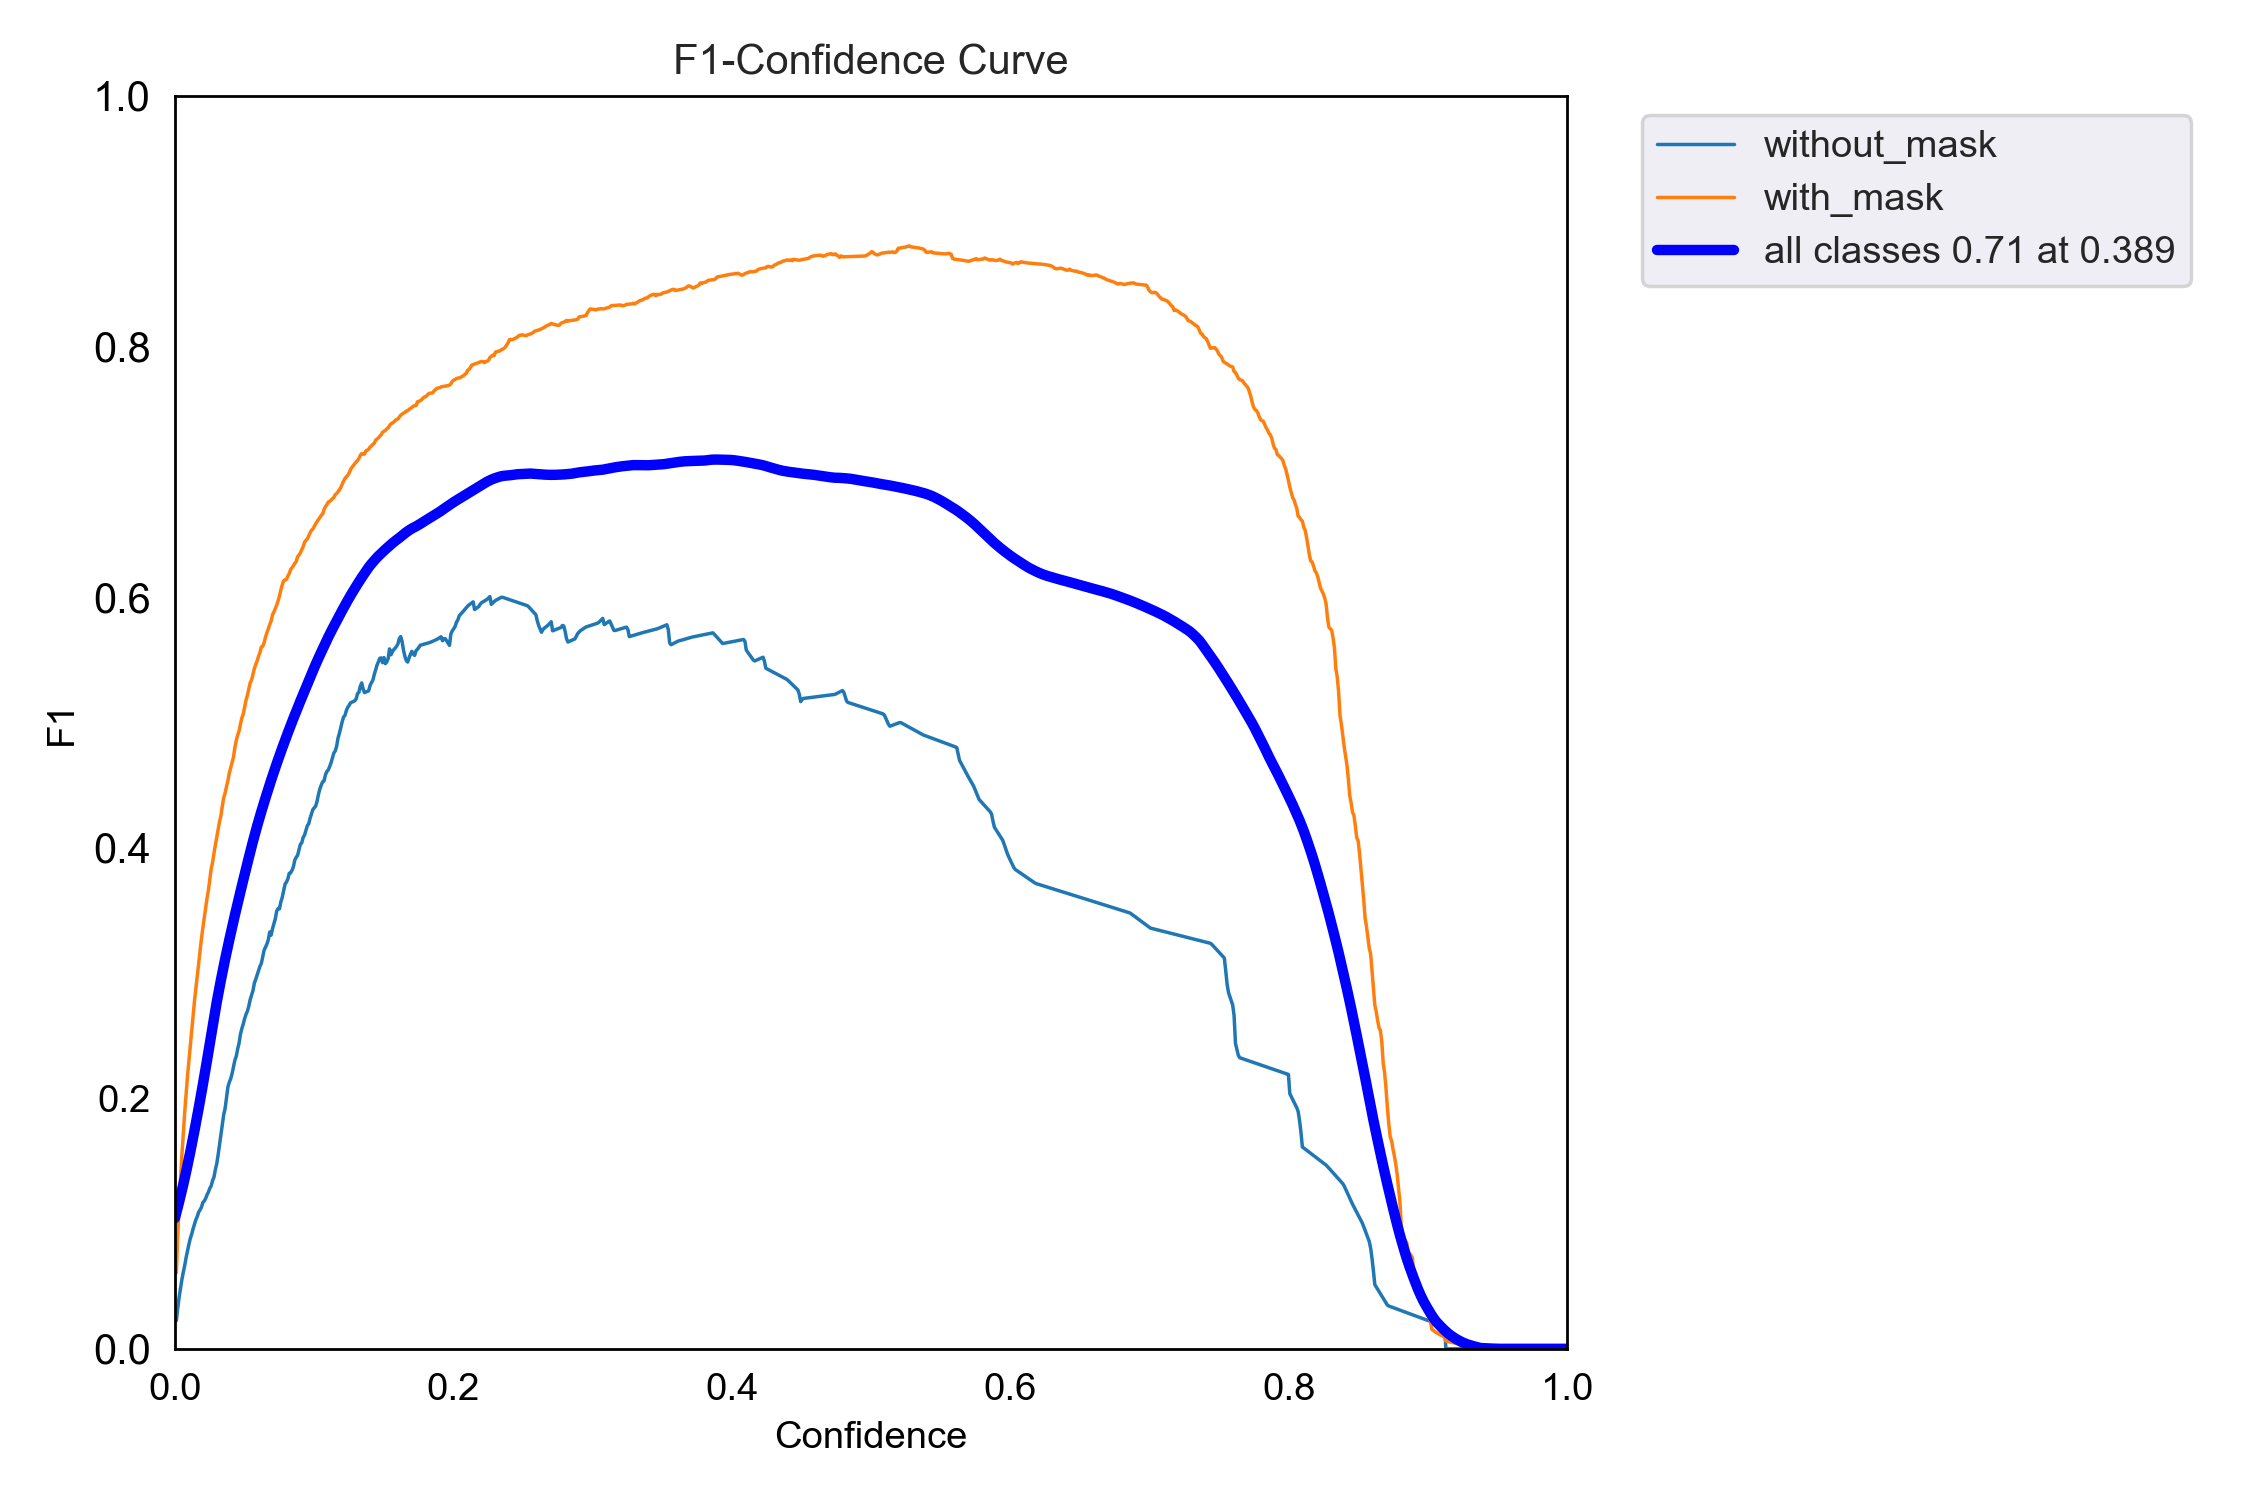 F1-Confidence Curve
1.0
0.8
0.6
0.4
0.2
0.0
F1
0.0 0.2 0.4 0.6 0.8 1.0
Confidence
without_mask
with_mask
all classes 0.71 at 0.389